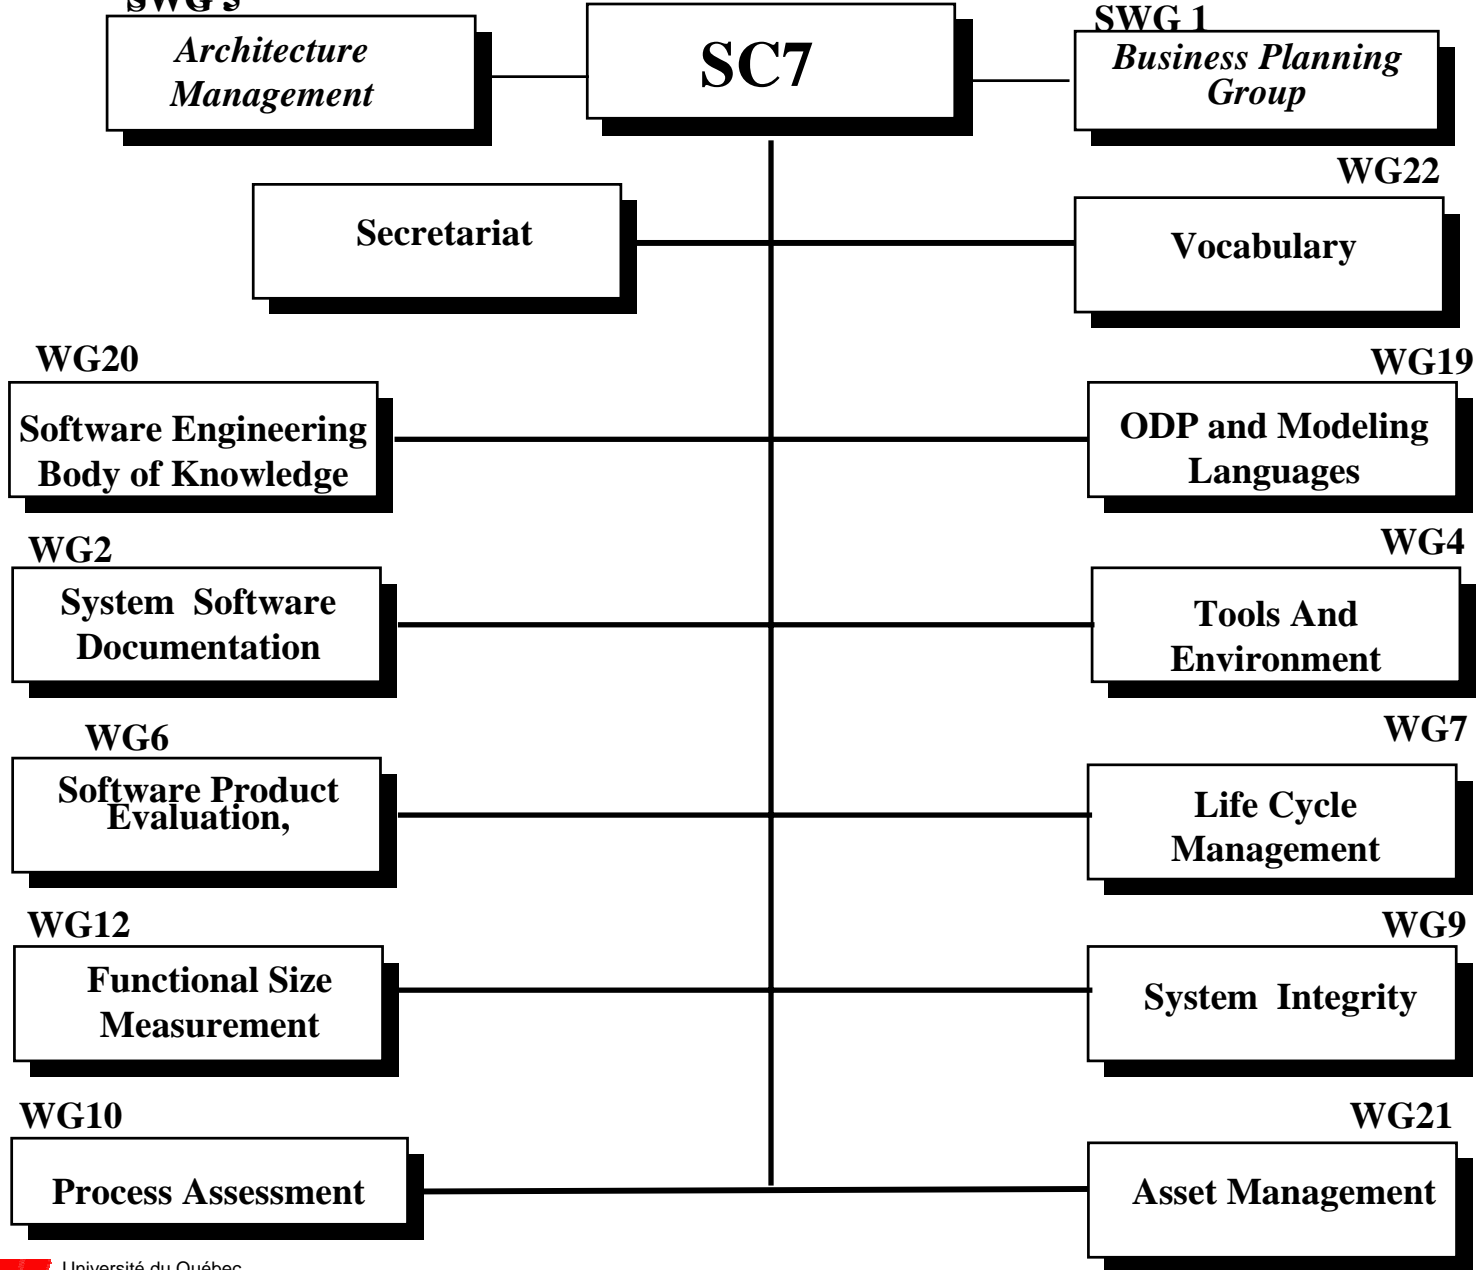 SWG 5
Architecture
Management
SC7
SWG 1
Business Planning
Group
Secretariat
WG22
Vocabulary
WG20
Software Engineering
Body of Knowledge
WG19
ODP and Modeling
Languages
WG2
System Software
Documentation
WG4
Tools And
Environment
WG6
Software Product
Evaluation,
WG7
Life Cycle
Management
WG12
Functional Size
Measurement
WG9
System Integrity
WG10
Process Assessment
WG21
Asset Management
Université du Québec